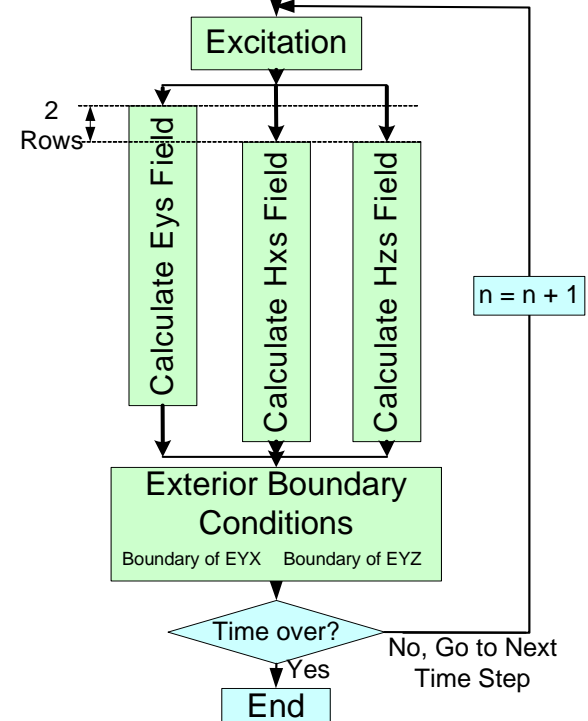 Excitation
2
Rows
Calculate Eys Field
Calculate Hxs Field
Calculate Hzs Field
n = n + 1
Exterior Boundary
Conditions
Boundary of EYX Boundary of EYZ
Time over?
No, Go to Next
Time Step
Yes
End